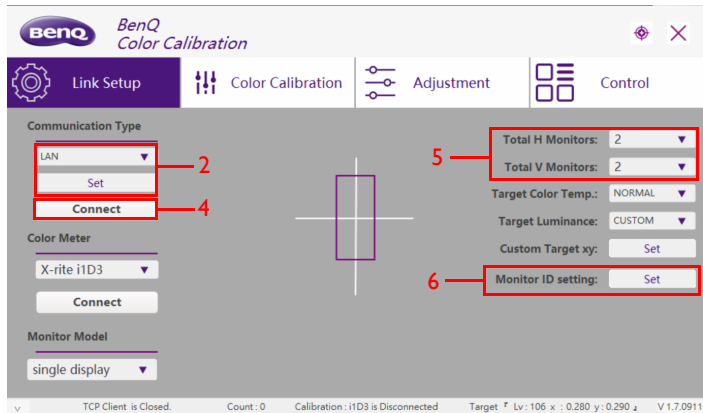 BenQ
BenQ
Color Calibration
Link Setup
Color Calibration
Adjustment
Control
Communication Type
LAN
Set
2
Connect
4
Color Meter
X-rite i1D3
Connect
Monitor Model
single display
5
Total H Monitors: 2
Total V Monitors: 2
Target Color Temp.: NORMAL
Target Luminance: CUSTOM
Custom Target xy: Set
6
Monitor ID setting: Set
TCP Client is Closed. Count : 0 Calibration : i1D3 is Disconnected Target 『 Lv : 106 x : 0.280 y : 0.290 』 V 1.7.0911